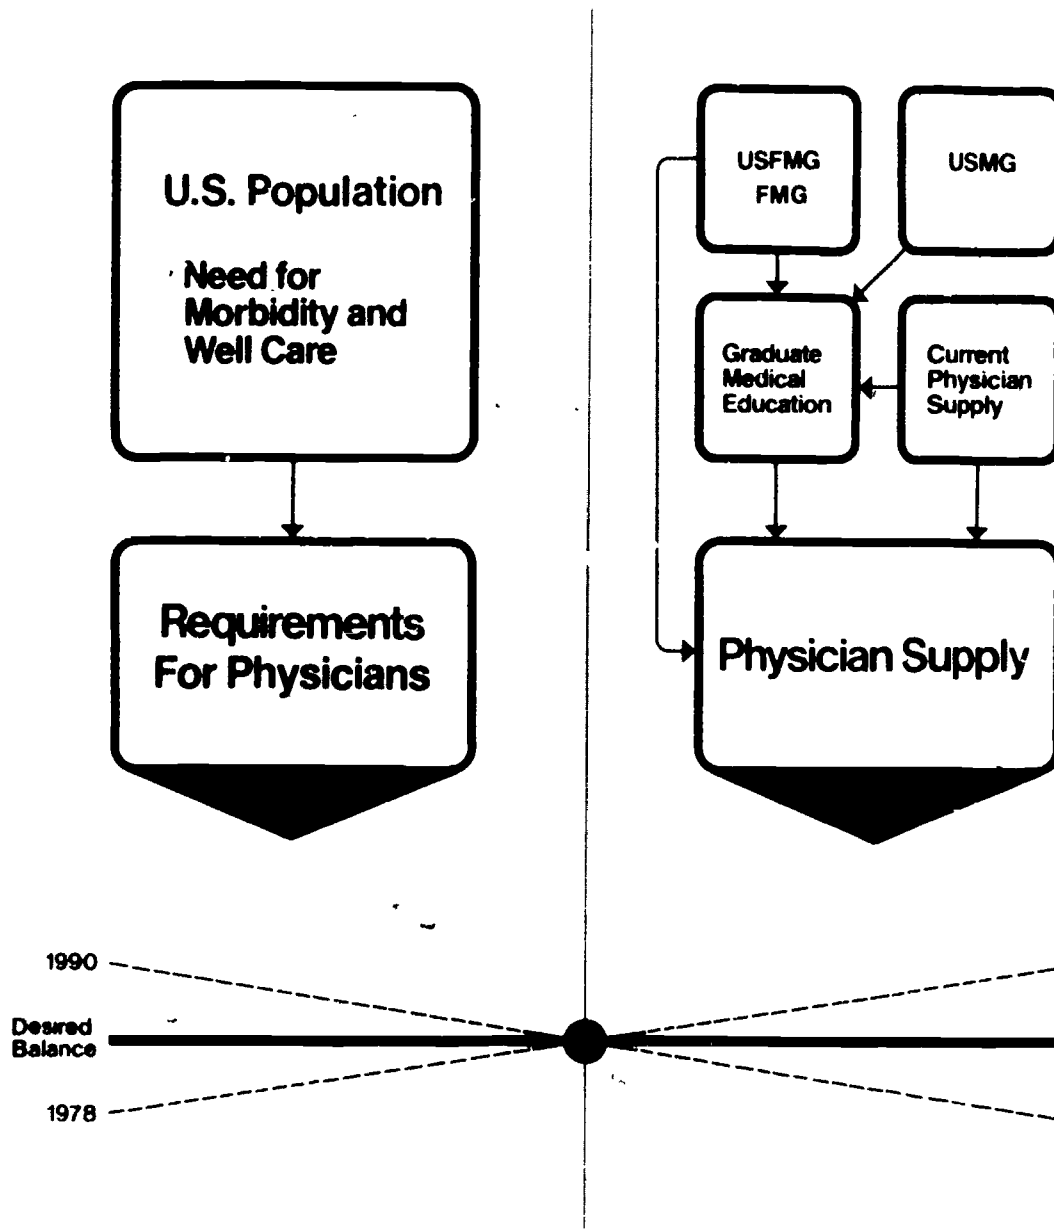 U.S. Population
Need for
Morbidity and
Well Care
Requirements
For Physicians
USFMG
FMG
USMG
Graduate
Medical
Education
Current
Physician
Supply
Physician Supply
1990
Desired
Balance
1978